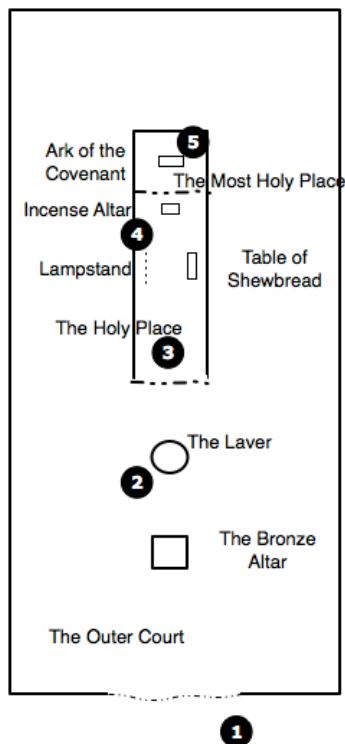 5
Ark of the
Covenant
The Most Holy Place
Incense Altar
4
Lampstand
Table of
Shewbread
The Holy Place
3
The Laver
2
The Bronze
Altar
The Outer Court
1